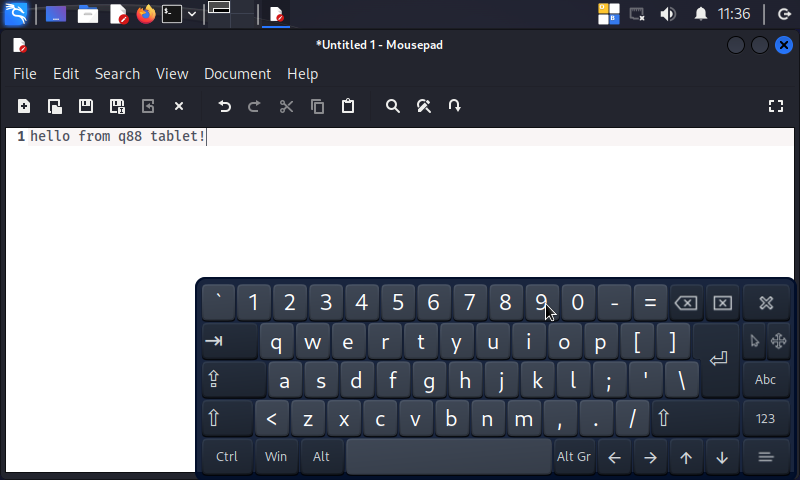 11:36
*Untitled 1 - Mousepad
File Edit Search View Document Help
1 hello from q88 tablet!
` 1 2 3 4 5 6 7 8 9 0 - =
q w e r t y u i o p [ ]
a s d f g h j k l ; ' \ Abc
< z x c v b n m , . / 123
Ctrl Win Alt Alt Gr